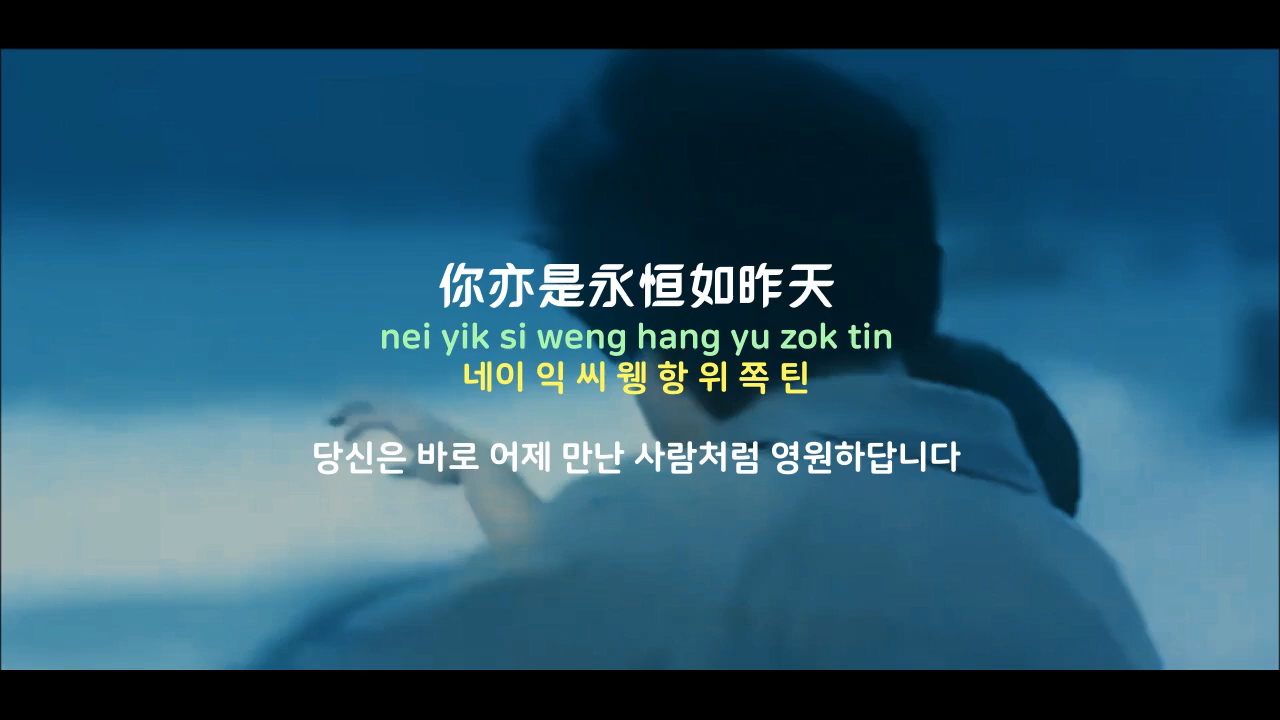 你亦是永恒如昨天
nei yik si weng hang yu zok tin
네이 익 씨 웽 항 위 쪽 틴
당신은 바로 어제 만난 사람처럼 영원하답니다